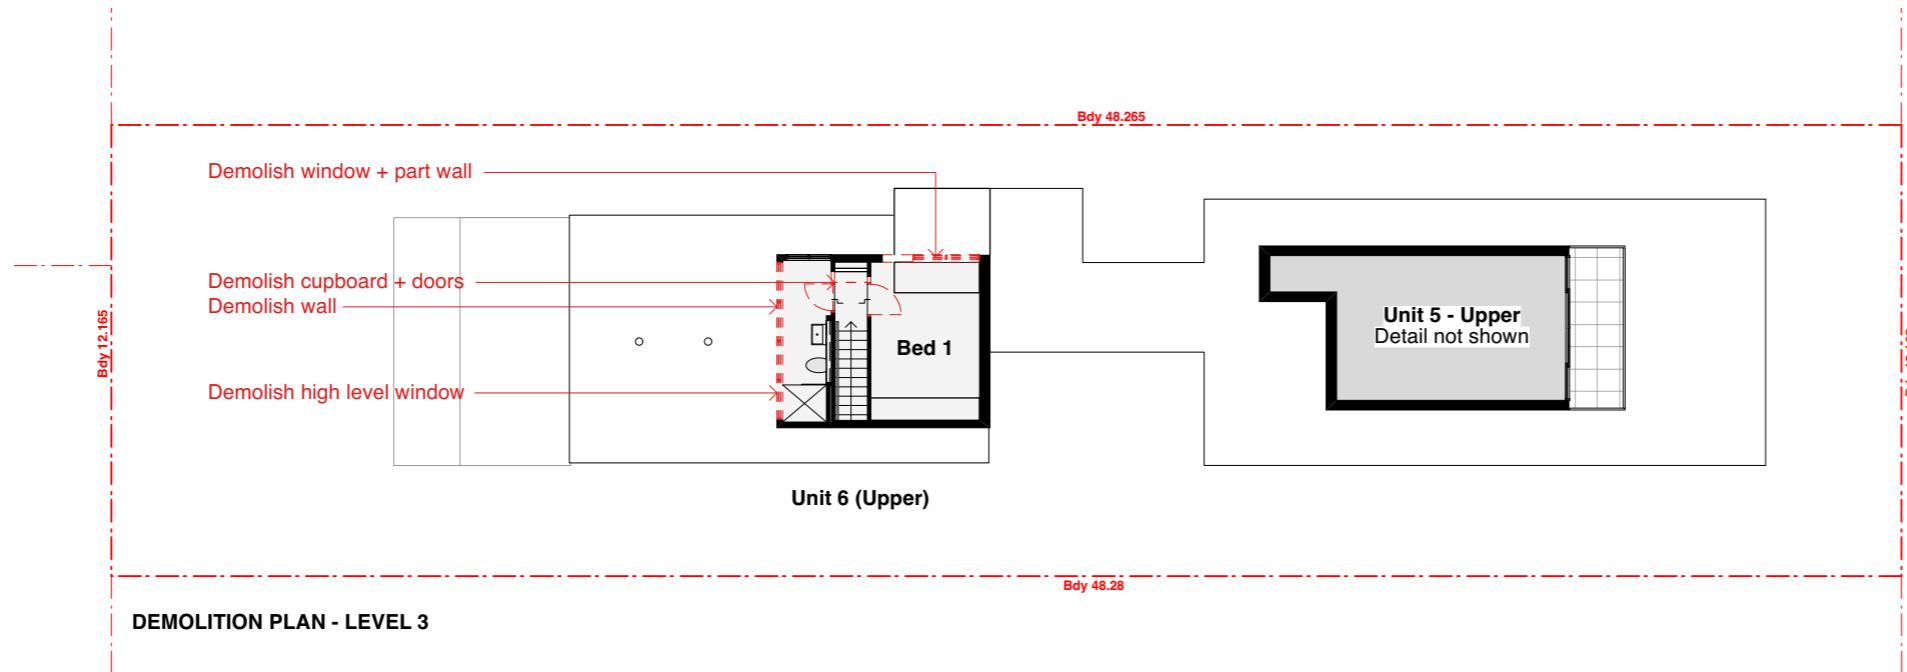 Bdy 48.265
Demolish window + part wall
Demolish cupboard + doors
Demolish wall
Bdy 12.165
Unit 5 - Upper
Detail not shown
Bed 1
Demolish high level window
Unit 6 (Upper)
Bdy 48.28
DEMOLITION PLAN - LEVEL 3